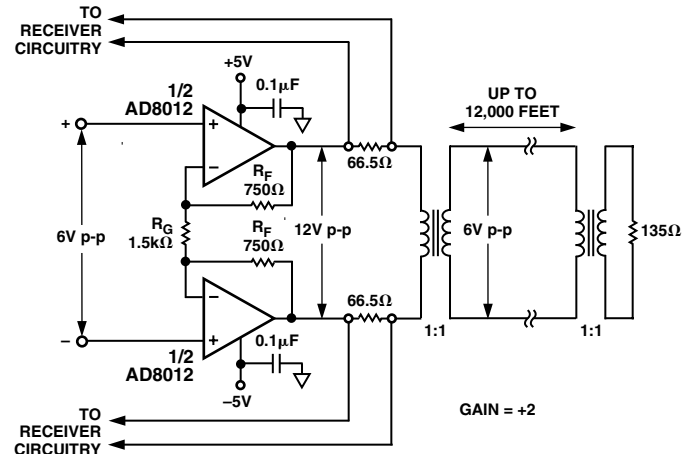 TO
RECEIVER
CIRCUITRY
+5V
1/2
AD8012
0.1μF
+
+
–
66.5Ω
UP TO
12,000 FEET
RF
750Ω
RG
1.5kΩ
6V p-p
RF
750Ω
12V p-p
6V p-p
135Ω
–
+
–
66.5Ω
1:1
1:1
1/2
AD8012
0.1μF
–5V
TO
RECEIVER
CIRCUITRY
GAIN = +2